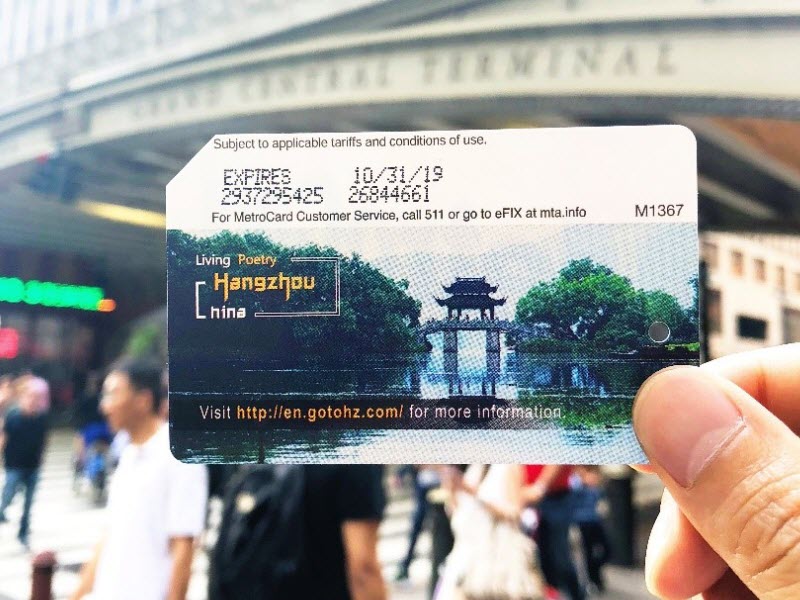 GRAND CENTRAL TERMINAL
Subject to applicable tariffs and conditions of use.
EXPIRES 10/31/19
2937295425 26844661
For MetroCard Customer Service, call 511 or go to eFIX at mta.info M1367
Living Poetry
Hangzhou
China
Visit http://en.gotohz.com/ for more information.